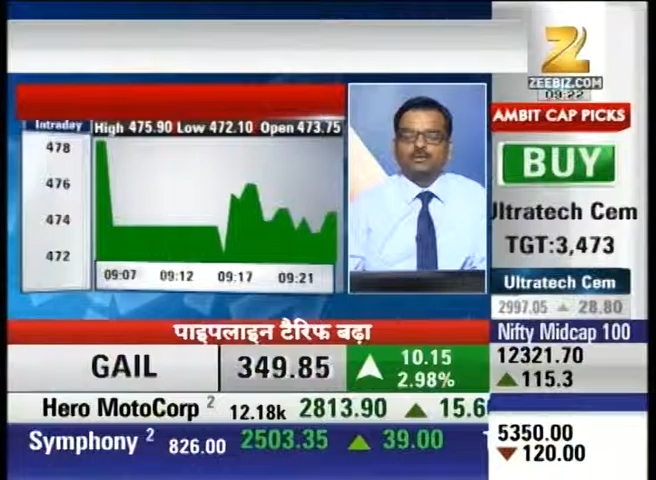 ZEEBIZ.COM
09:22
AMBIT CAP PICKS
BUY
Ultratech Cem
TGT:3,473
Ultratech Cem
2997.05 ▲ 28.80
Intraday High 475.90 Low 472.10 Open 473.75
478
476
474
472
09:07 09:12 09:17 09:21
पाइपलाइन टैरिफ बढ़ा
GAIL 349.85 10.15
2.98%
Nifty Midcap 100
12321.70
▲ 115.3
Hero MotoCorp 2 12.18k 2813.90 ▲ 15.6
Symphony 2 826.00 2503.35 ▲ 39.00
5350.00
▼ 120.00